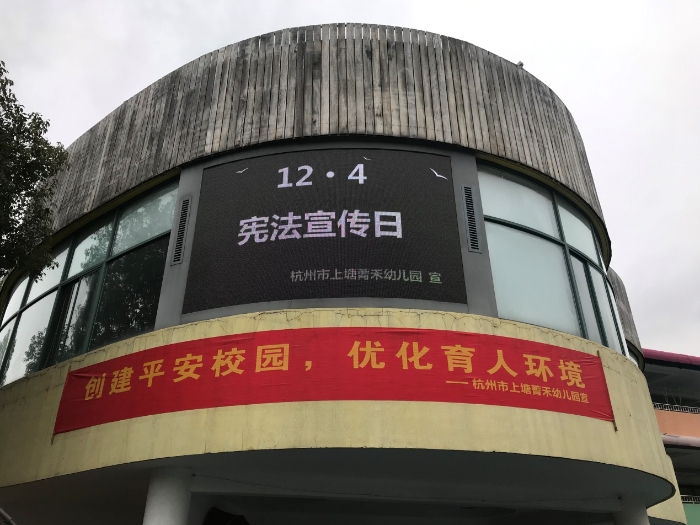 12·4
宪法宣传日
杭州市上塘菁禾幼儿园 宣
创建平安校园，优化育人环境
——杭州市上塘菁禾幼儿园宣